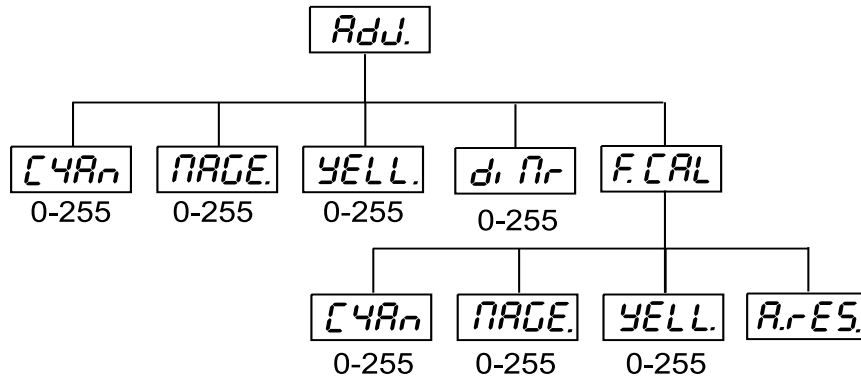 AdJ.
CYAn MAGE. YELL. diMr F.CAL
0-255 0-255 0-255 0-255
CYAn MAGE. YELL. A.rES.
0-255 0-255 0-255